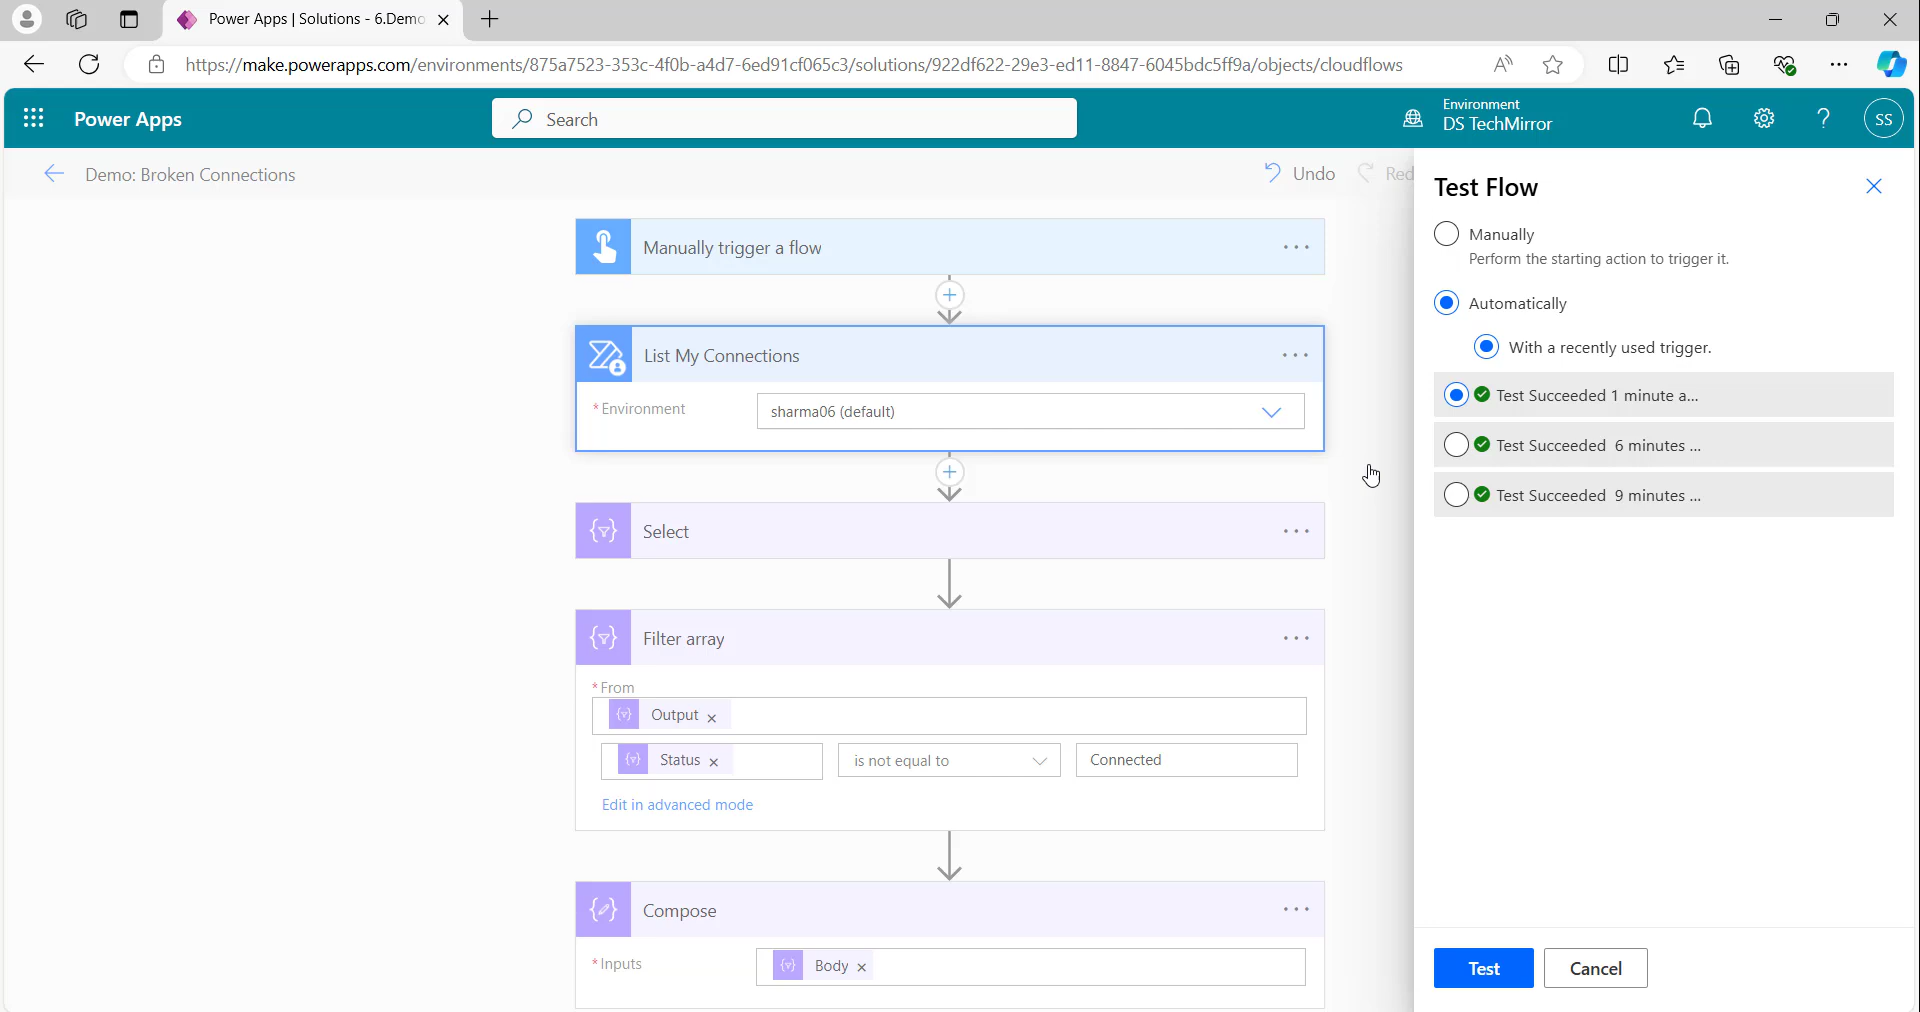 Power Apps | Solutions - 6.Demo
https://make.powerapps.com/environments/875a7523-353c-4f0b-a4d7-6ed91cf065c3/solutions/922df622-29e3-ed11-8847-6045bdc5ff9a/objects/cloudflows
Power Apps
Search
Environment
DS TechMirror
SS
Demo: Broken Connections
Undo
Red
Manually trigger a flow
List My Connections
* Environment
sharma06 (default)
Select
Filter array
* From
Output
Status
is not equal to
Connected
Edit in advanced mode
Compose
* Inputs
Body
Test Flow
Manually
Perform the starting action to trigger it.
Automatically
With a recently used trigger.
Test Succeeded 1 minute a...
Test Succeeded 6 minutes ...
Test Succeeded 9 minutes ...
Test
Cancel